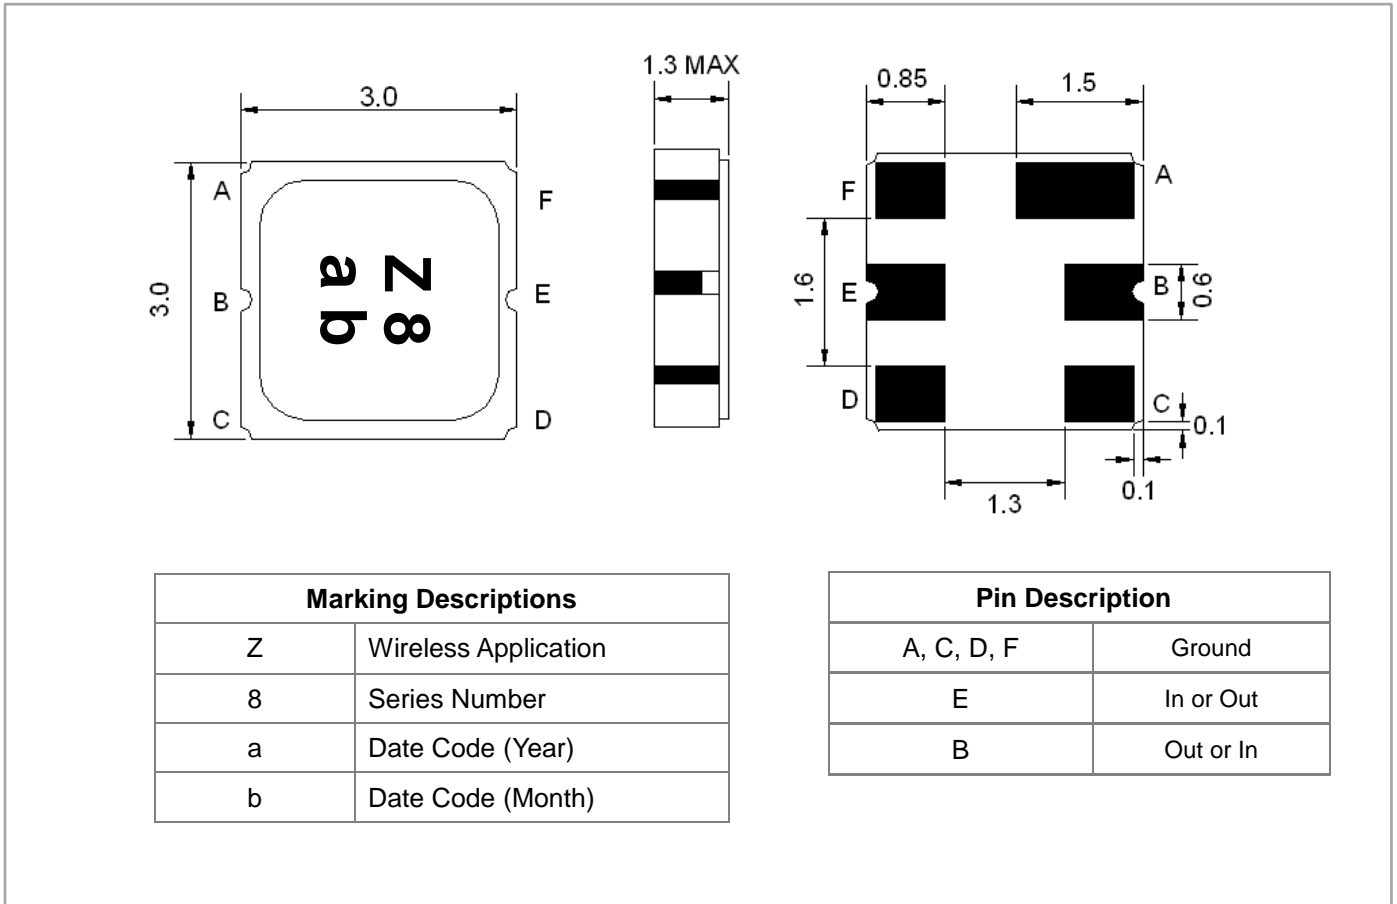 1.3 MAX
3.0
0.85
1.5
A
F
F
A
Z8
ab
3.0
B
E
1.6
E
B
0.6
C
D
D
C
0.1
0.1
1.3
Marking Descriptions
Z Wireless Application
8 Series Number
a Date Code (Year)
b Date Code (Month)
Pin Description
A, C, D, F Ground
E In or Out
B Out or In